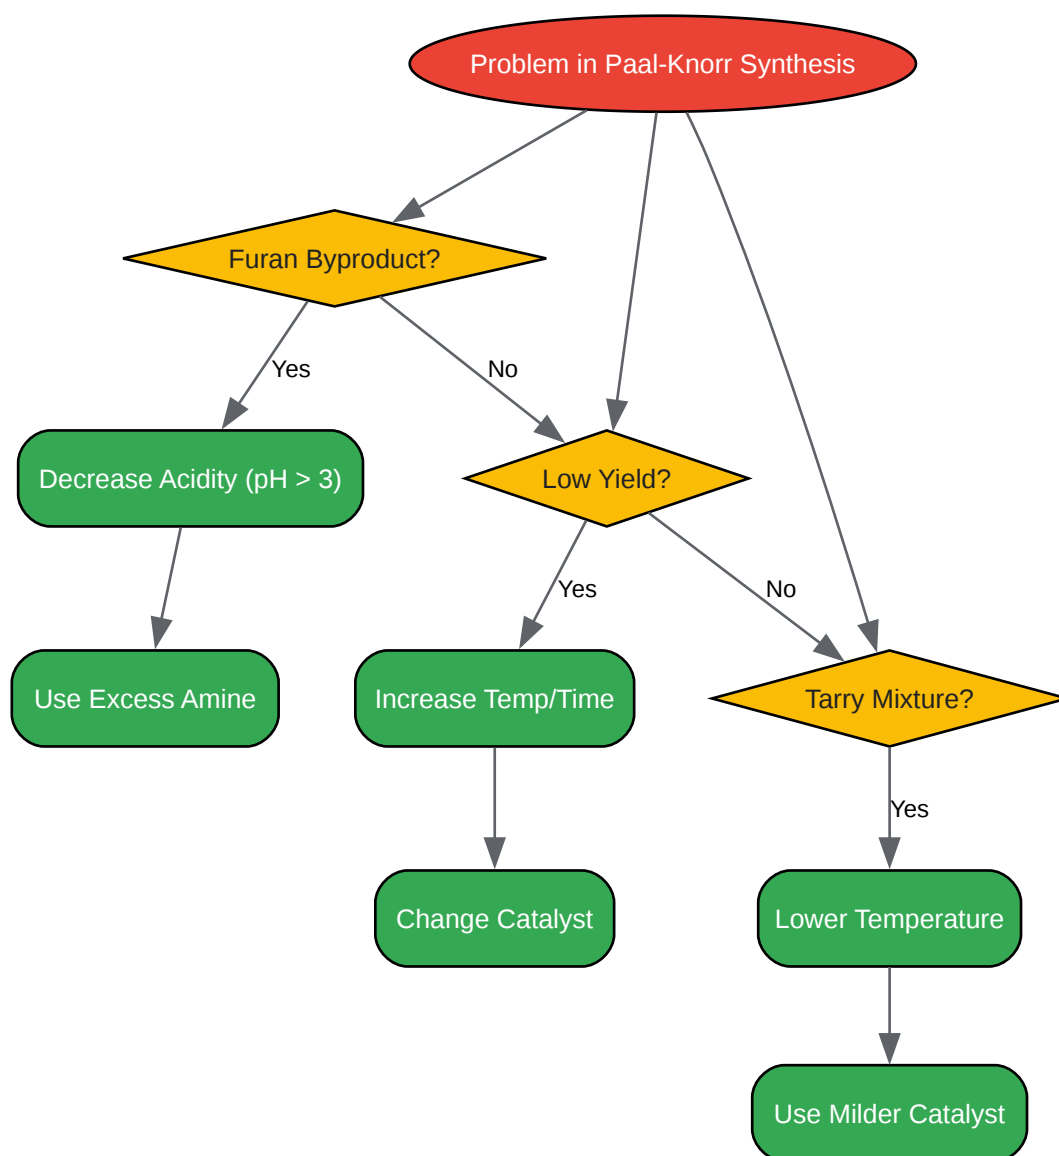 Problem in Paal-Knorr Synthesis
Furan Byproduct?
Yes
No
Decrease Acidity (pH > 3)
Low Yield?
Yes
No
Use Excess Amine
Increase Temp/Time
Tarry Mixture?
Yes
Change Catalyst
Lower Temperature
Use Milder Catalyst